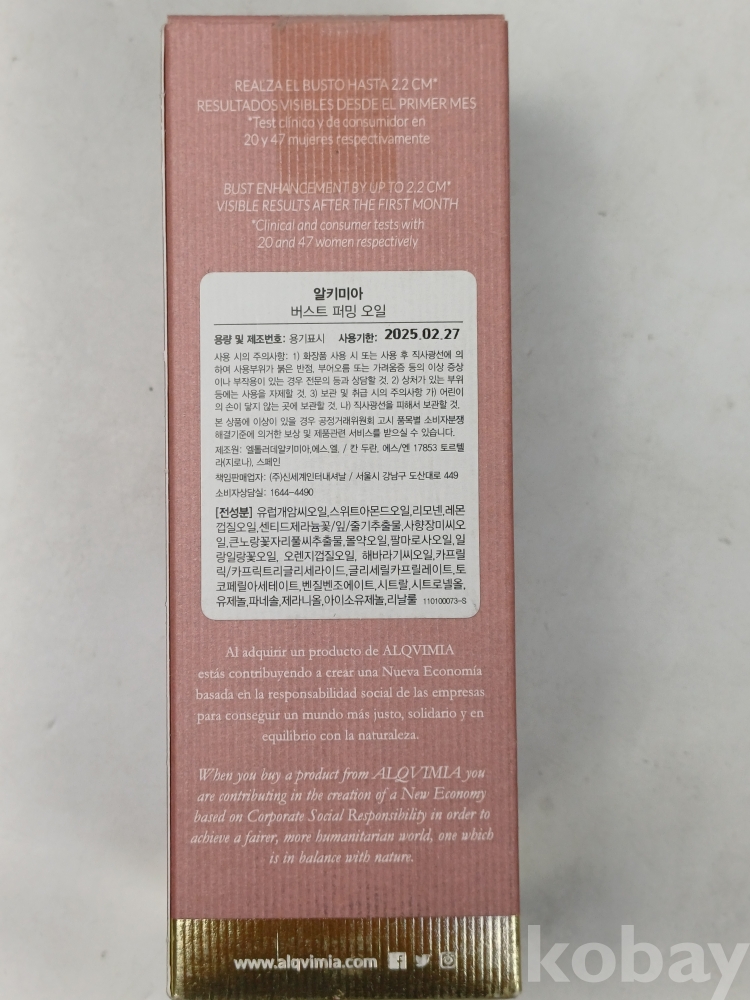 REALZA EL BUSTO HASTA 2.2 CM*
RESULTADOS VISIBLES DESDE EL PRIMER MES
*Test clínico y de consumidor en
20 y 47 mujeres respectivamente
BUST ENHANCEMENT BY UP TO 2.2 CM*
VISIBLE RESULTS AFTER THE FIRST MONTH
*Clinical and consumer tests with
20 and 47 women respectively
알키미아
버스트 퍼밍 오일
용량 및 제조번호: 용기표시 사용기한: 2025.02.27
사용 시의 주의사항: 1) 화장품 사용 시 또는 사용 후 직사광선에 의
하여 사용부위가 붉은 반점, 부어오름 또는 가려움증 등의 이상 증상
이나 부작용이 있는 경우 전문의 등과 상담할 것. 2) 상처가 있는 부위
등에는 사용을 자제할 것. 3) 보관 및 취급 시의 주의사항 가) 어린이
의 손이 닿지 않는 곳에 보관할 것. 나) 직사광선을 피해서 보관할 것.
본 상품에 이상이 있을 경우 공정거래위원회 고시 품목별 소비자분쟁
해결기준에 의거한 보상 및 제품관련 서비스를 받으실 수 있습니다.
제조원: 엘톨러데알키미아,에스.엘. / 칸 두란, 에스/엔 17853 토르텔
라(지로나), 스페인
책임판매업자: (주)신세계인터내셔날 / 서울시 강남구 도산대로 449
소비자상담실: 1644-4490
[전성분] 유럽개암씨오일,스위트아몬드오일,리모넨,레몬
껍질오일,센티드제라늄꽃/잎/줄기추출물,사향장미씨오
일,큰노랑꽃자리풀씨추출물,몰약오일,팔마로사오일,일
랑일랑꽃오일, 오렌지껍질오일, 해바라기씨오일,카프릴
릭/카프릭트리글리세라이드,글리세릴카프릴레이트,토
코페릴아세테이트,벤질벤조에이트,시트랄,시트로넬올,
유제놀,파네솔,제라니올,아이소유제놀,리날룰 110100073-S
Al adquirir un producto de ALQVIMIA
estás contribuyendo a crear una Nueva Economía
basada en la responsabilidad social de las empresas
para conseguir un mundo más justo, solidario y en
equilibrio con la naturaleza.
When you buy a product from ALQVIMIA you
are contributing in the creation of a New Economy
based on Corporate Social Responsibility in order to
achieve a fairer, more humanitarian world, one which
is in balance with nature.
www.alqvimia.com
kobay